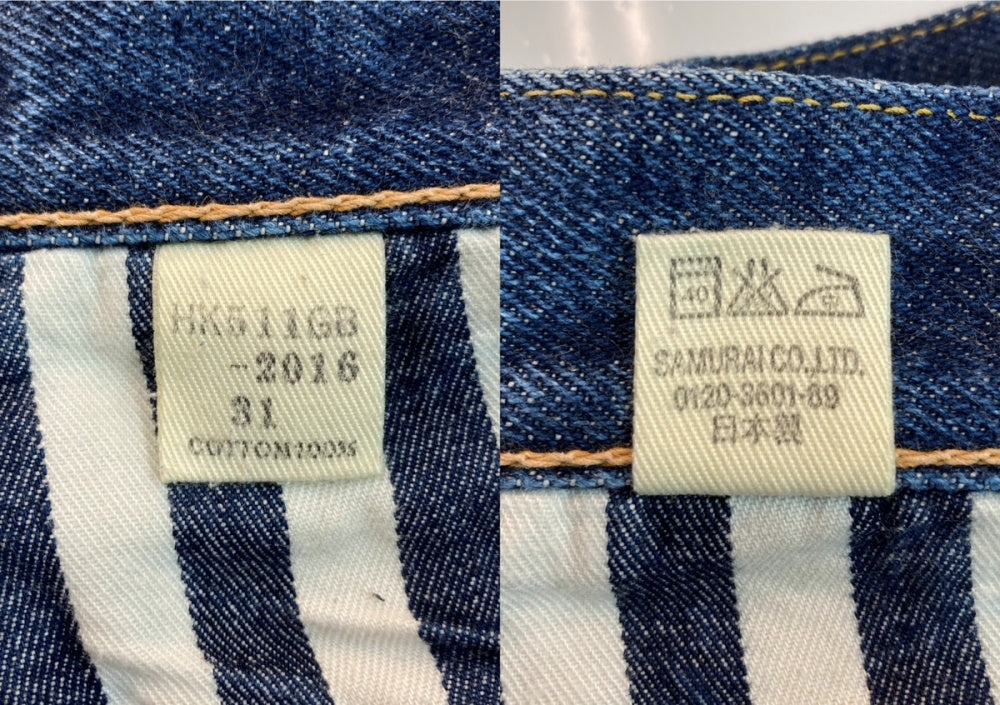 HK511GB
-2016
31
COTTON100%
40
SAMURAI CO.,LTD.
0120-3601-89
日本製